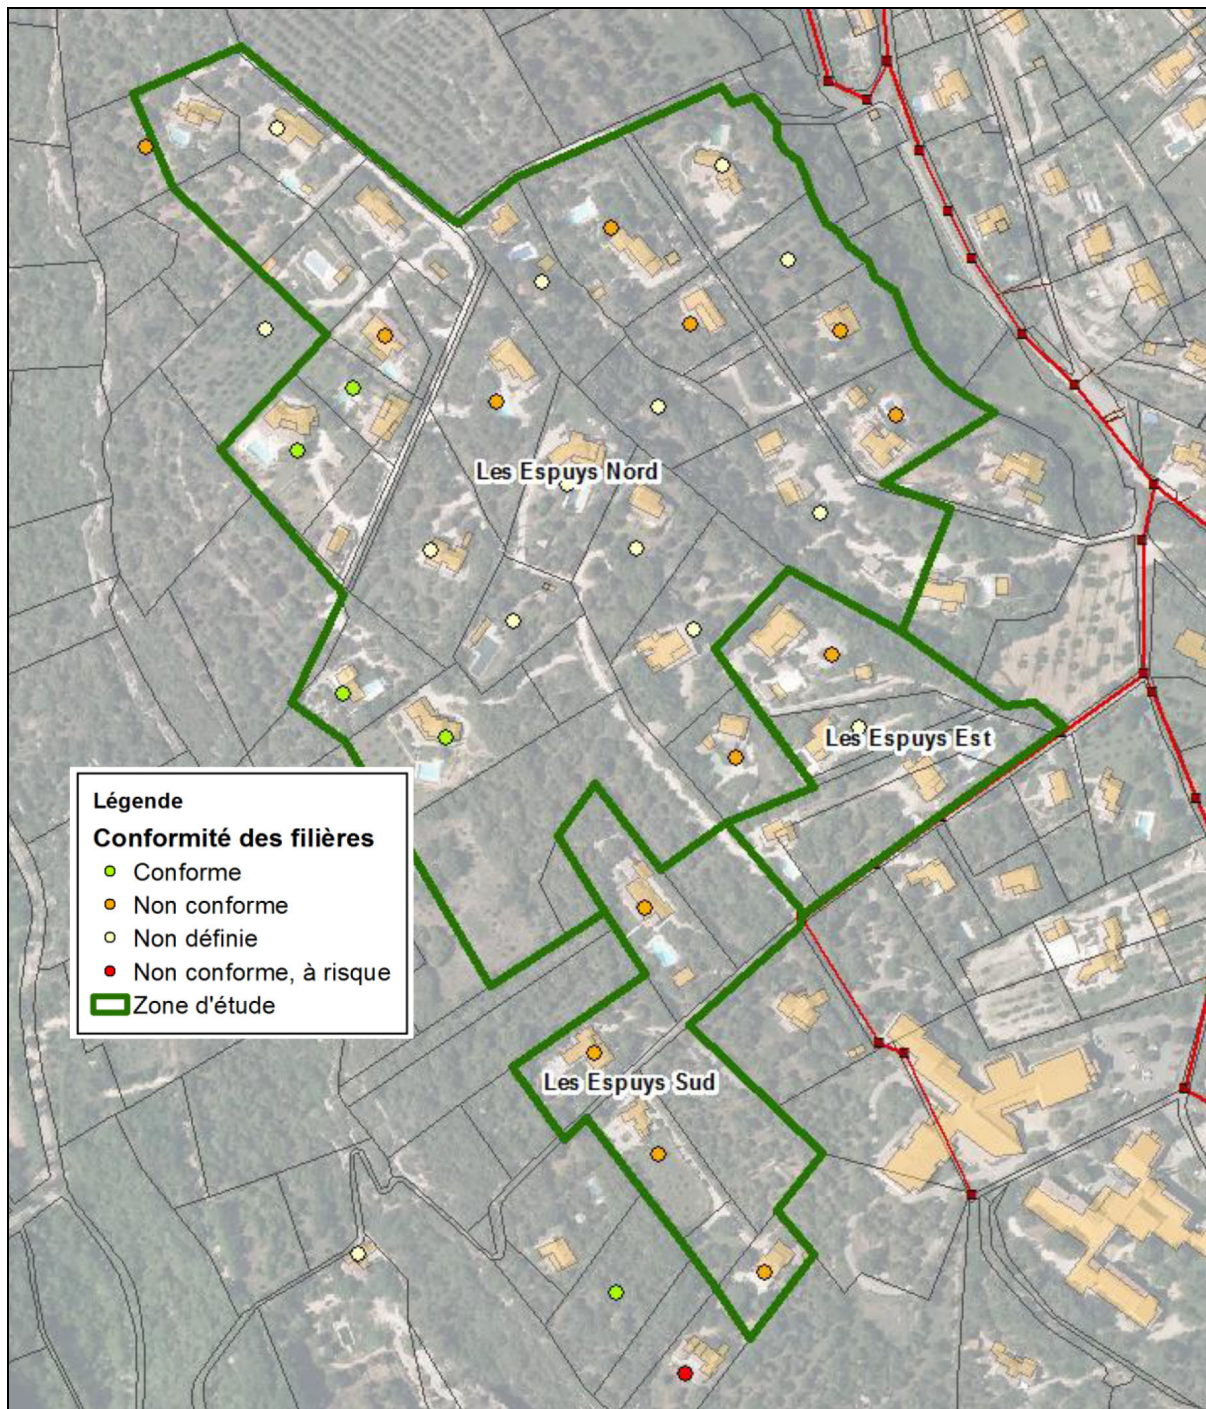 Les Espuys Nord
Les Espuys Est
Légende
Conformité des filières
Conforme
Non conforme
Non définie
Non conforme, à risque
Zone d'étude
Les Espuys Sud